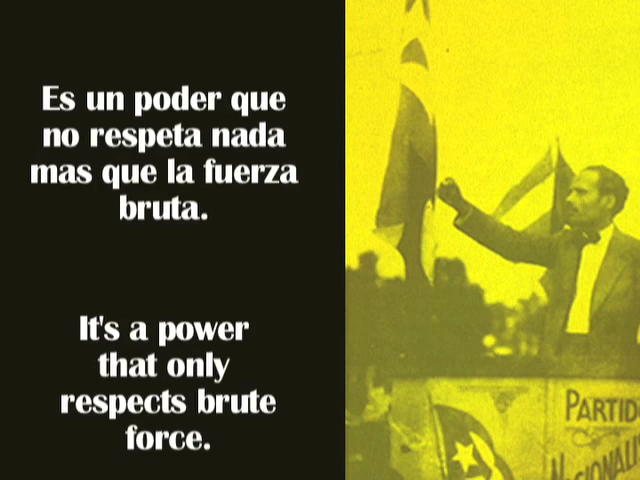 Es un poder que
no respeta nada
mas que la fuerza
bruta.
It's a power
that only
respects brute
force.
PARTID
NACIONALI